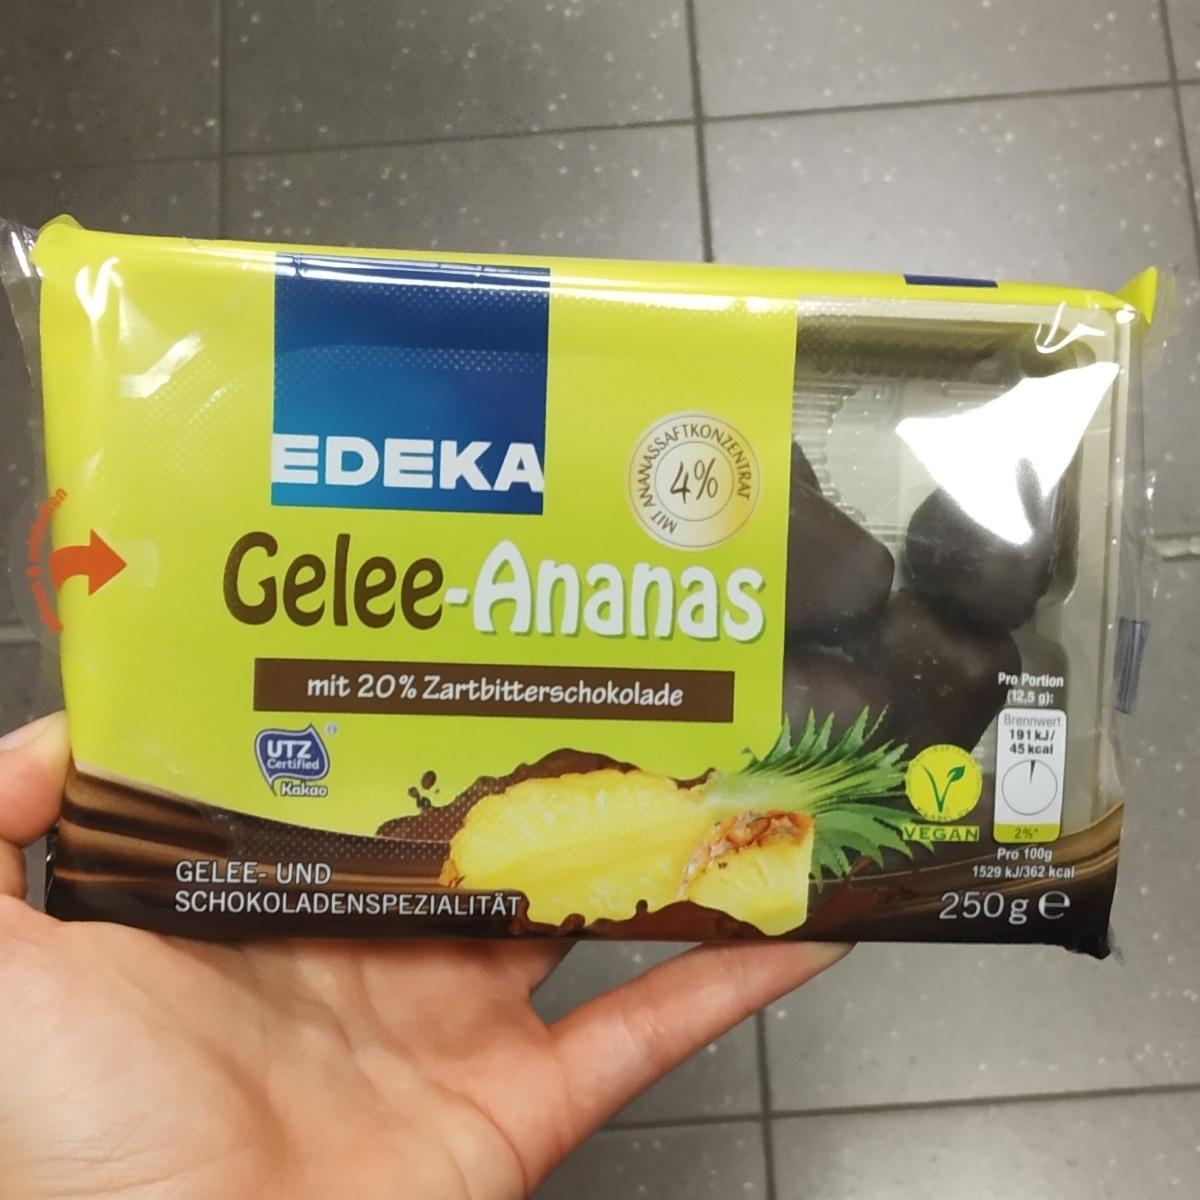 EDEKA
MIT ANANASSAFTKONZENTRAT
4%
Gelee-Ananas
mit 20% Zartbitterschokolade
UTZ
Certified
Kakao
GELEE- UND
SCHOKOLADENSPEZIALITÄT
VEGAN
Pro Portion
(12,5 g):
Brennwert
191 kJ/
45 kcal
2%*
Pro 100g
1529 kJ/362 kcal
250g e